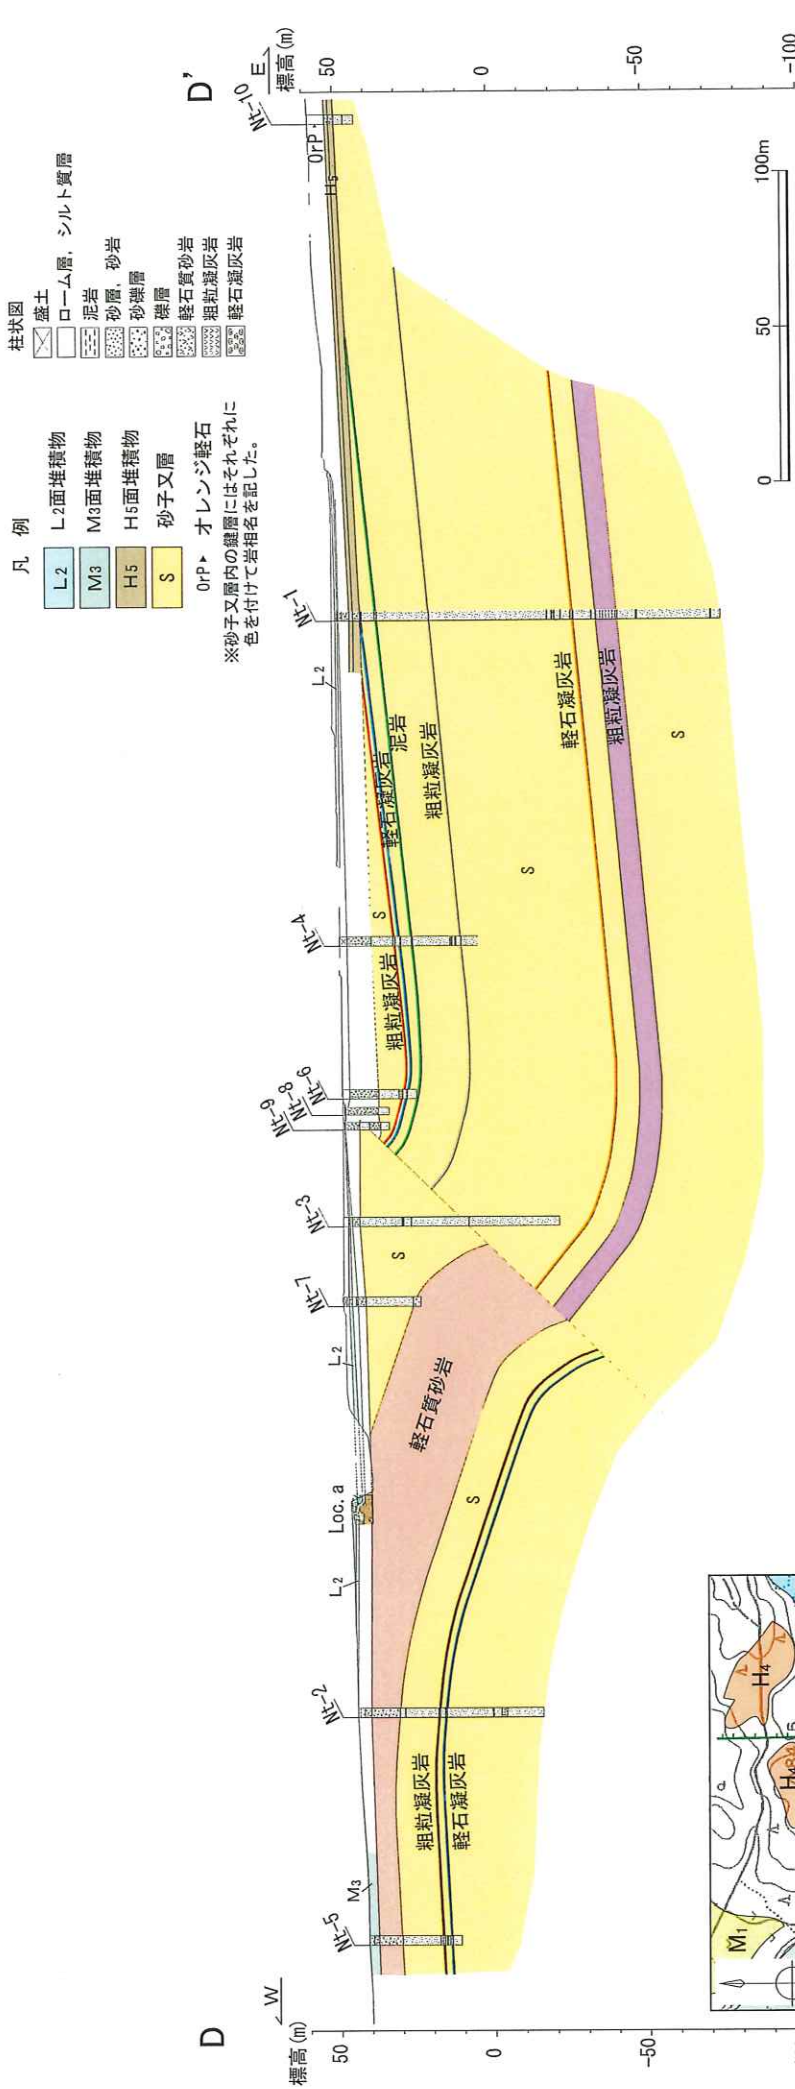 D
D'
W
E
標高(m)
50
0
-50
標高(m)
50
0
-50
-100
凡 例
L2 L2面堆積物
M3 M3面堆積物
H5 H5面堆積物
S 砂子又層
OrP▸ オレンジ軽石
※砂子又層内の鍵層にはそれぞれに
色を付けて岩相名を記した。
柱状図
盛土
ローム層，シルト質層
泥岩
砂層，砂岩
砂礫層
礫層
軽石質砂岩
粗粒凝灰岩
軽石凝灰岩
Nt-5
Nt-2
Loc.a
Nt-7
Nt-3
Nt-9
Nt-8
Nt-6
Nt-4
Nt-1
Nt-10
M3
L2
L2
L2
OrP
H5
粗粒凝灰岩
軽石凝灰岩
軽石質砂岩
S
S
粗粒凝灰岩
S
軽石凝灰岩
泥岩
粗粒凝灰岩
S
軽石凝灰岩
粗粒凝灰岩
S
0
50
100m
M1
H4